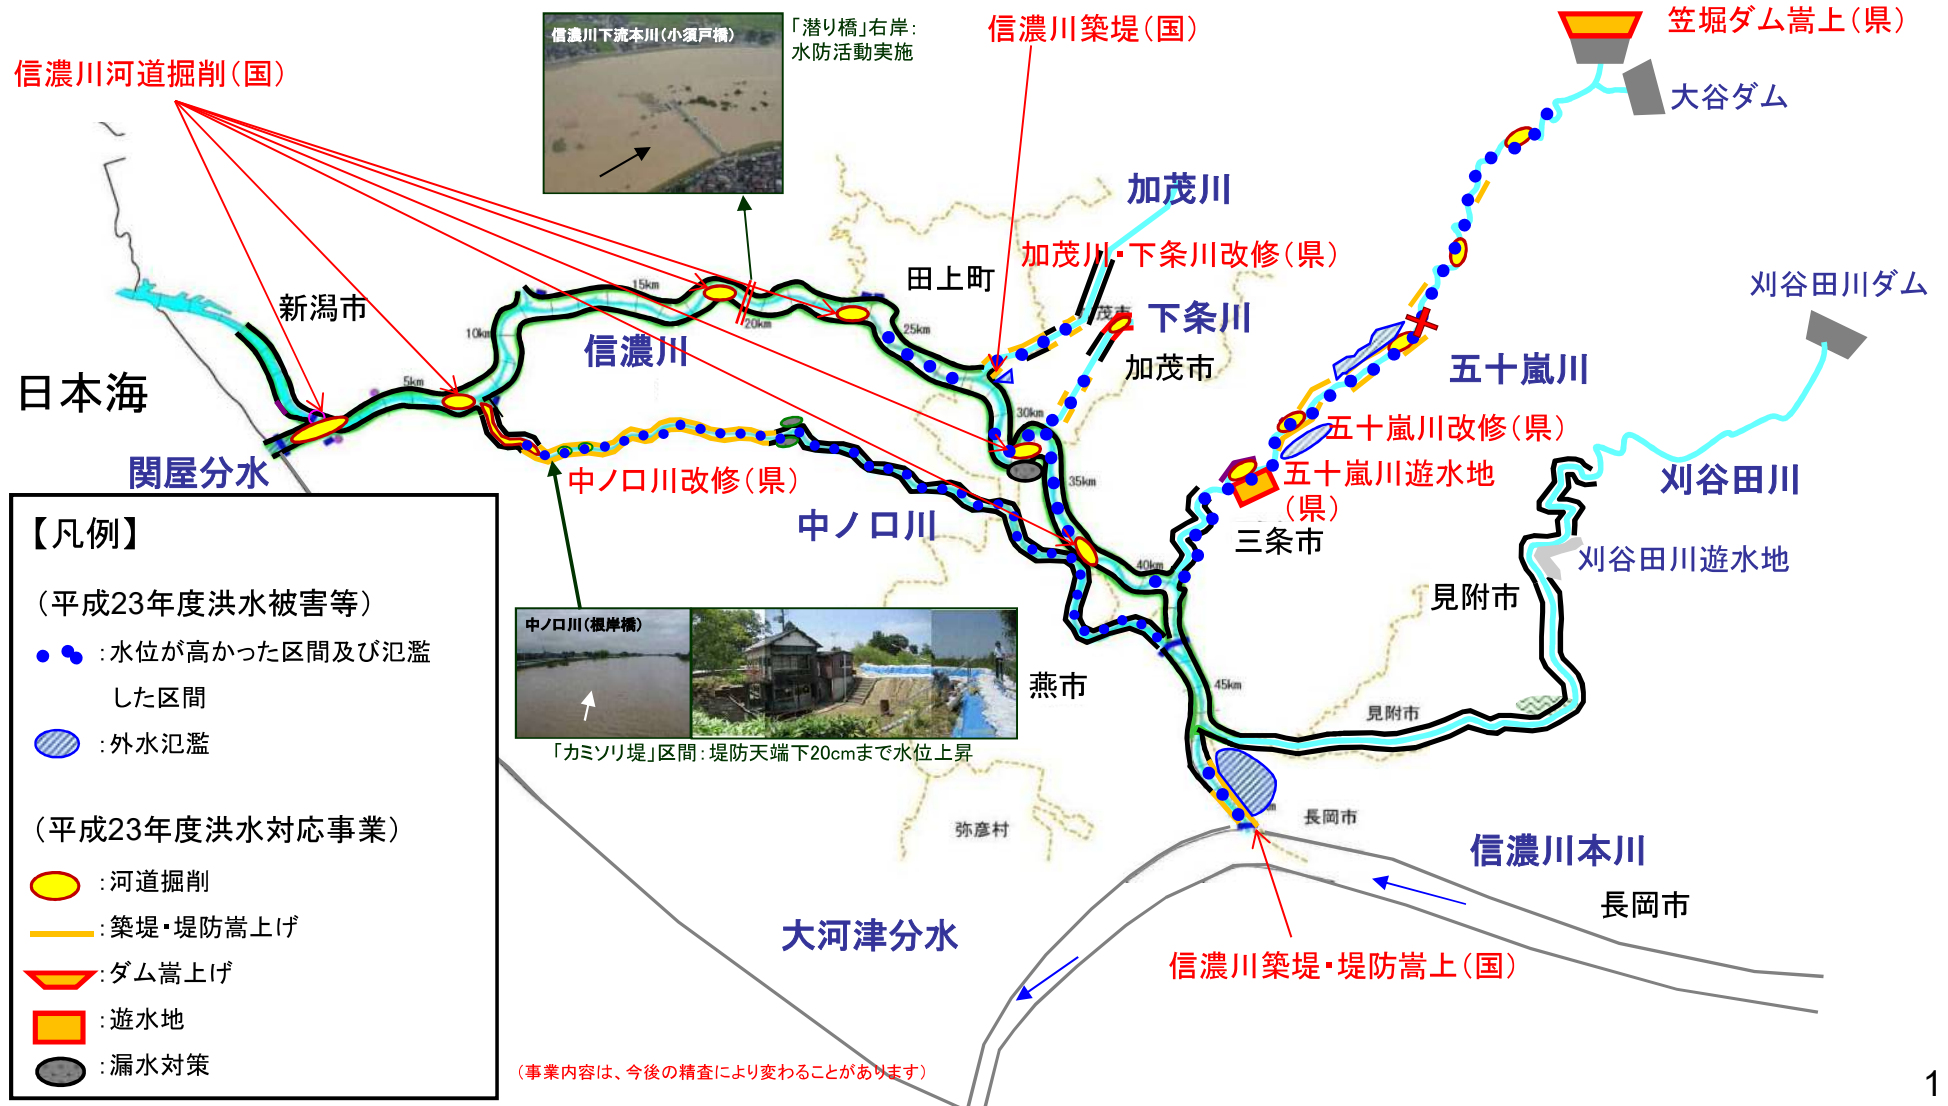 信濃川下流本川(小須戸橋)
「潜り橋」右岸:
水防活動実施
信濃川築堤(国)
笠堀ダム嵩上(県)
信濃川河道掘削(国)
大谷ダム
加茂川
加茂川・下条川改修(県)
田上町
新潟市
15km
20km
10km
25km
下条川
刈谷田川ダム
信濃川
加茂市
五十嵐川
日本海
5km
30km
五十嵐川改修(県)
関屋分水
中ノ口川改修(県)
35km
五十嵐川遊水地
(県)
刈谷田川
中ノ口川
三条市
40km
刈谷田川遊水地
見附市
中ノ口川(根岸橋)
燕市
45km
見附市
「カミソリ堤」区間:堤防天端下20cmまで水位上昇
弥彦村
長岡市
信濃川本川
長岡市
大河津分水
信濃川築堤・堤防嵩上(国)
【凡例】
(平成23年度洪水被害等)
:水位が高かった区間及び氾濫
した区間
:外水氾濫
(平成23年度洪水対応事業)
:河道掘削
:築堤・堤防嵩上げ
:ダム嵩上げ
:遊水地
:漏水対策
(事業内容は、今後の精査により変わることがあります)
1